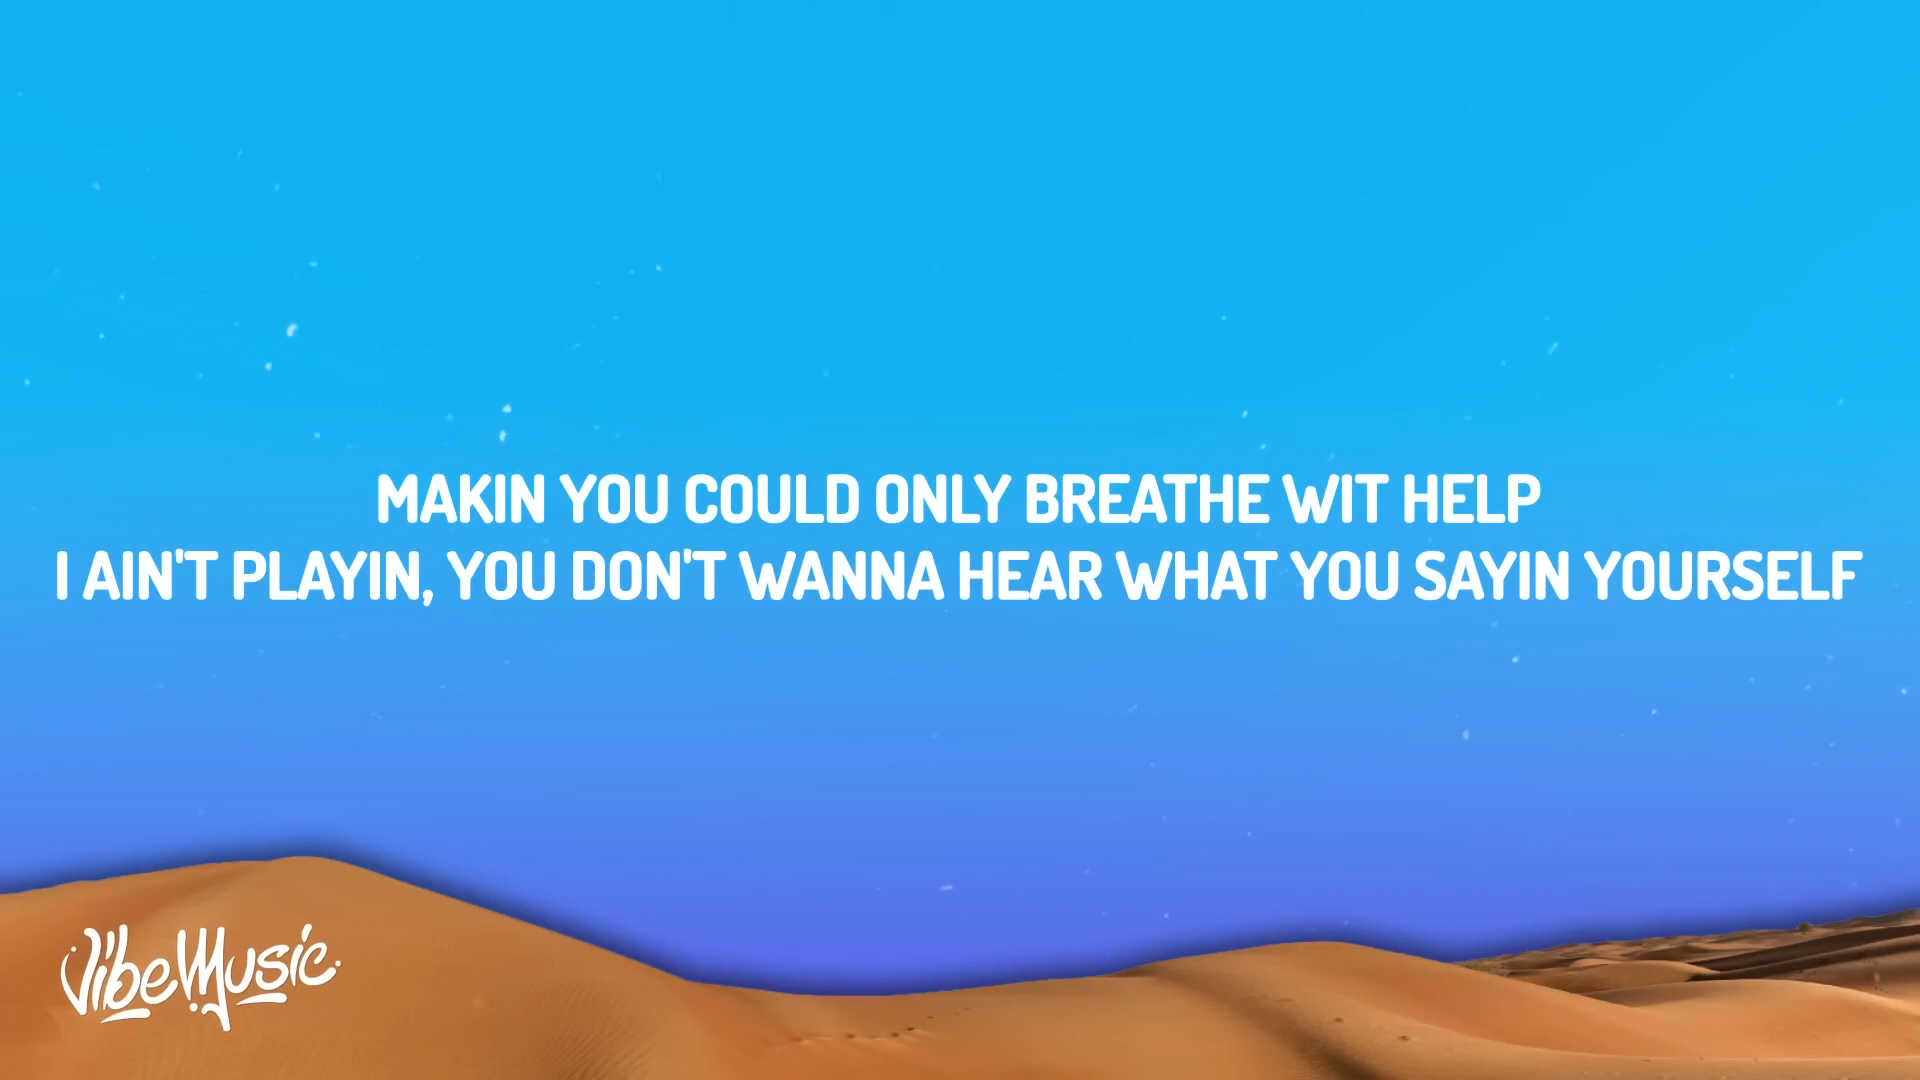 MAKIN YOU COULD ONLY BREATHE WIT HELP
I AIN'T PLAYIN, YOU DON'T WANNA HEAR WHAT YOU SAYIN YOURSELF
VibeMusic